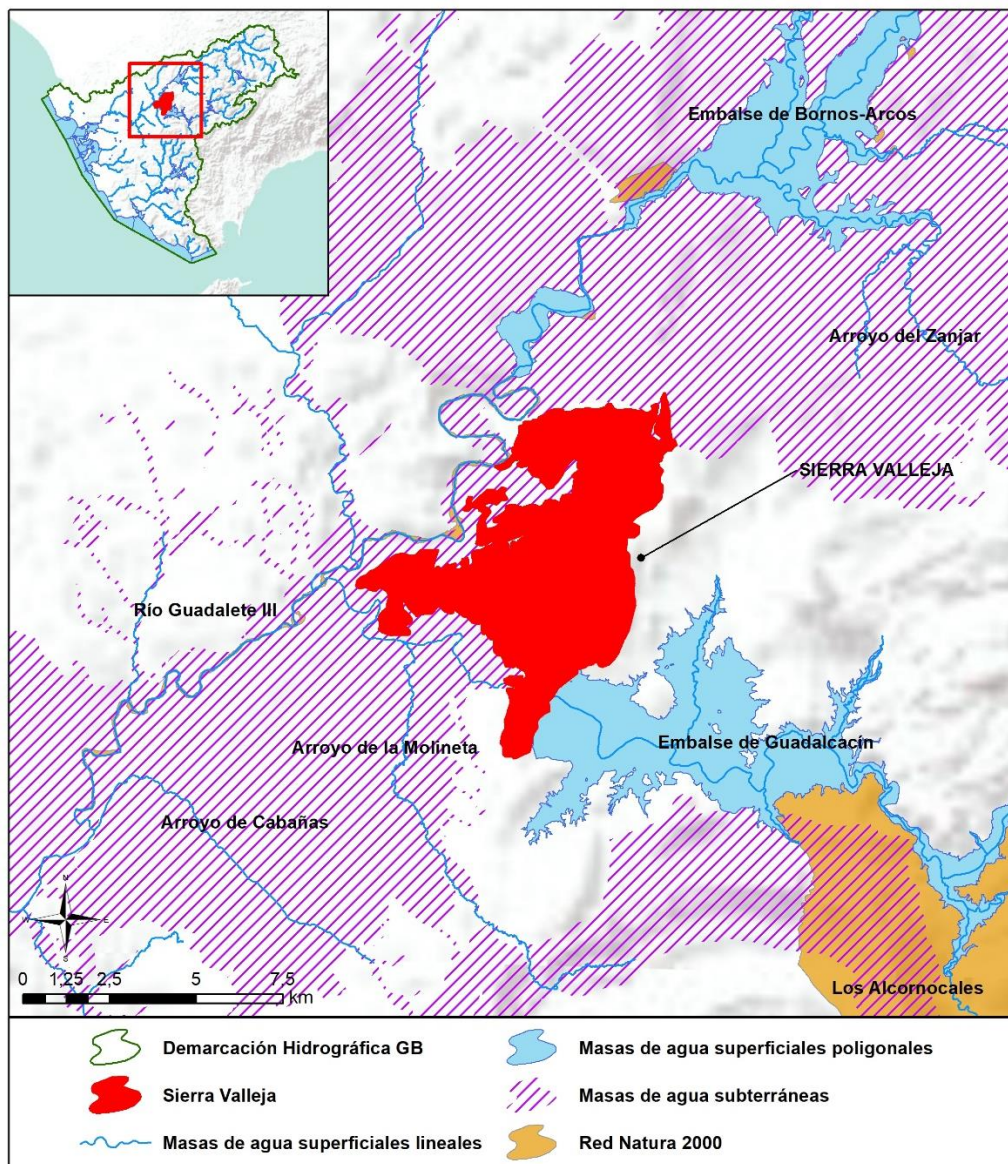 Embalse de Bornos-Arcos
Arroyo del Zanjar
SIERRA VALLEJA
Río Guadalete III
Arroyo de la Molineta
Embalse de Guadalcacín
Arroyo de Cabañas
N
W E
S
0 1,25 2,5 5 7,5
km
Los Alcornocales
Demarcación Hidrográfica GB
Masas de agua superficiales poligonales
Sierra Valleja
Masas de agua subterráneas
Masas de agua superficiales lineales
Red Natura 2000